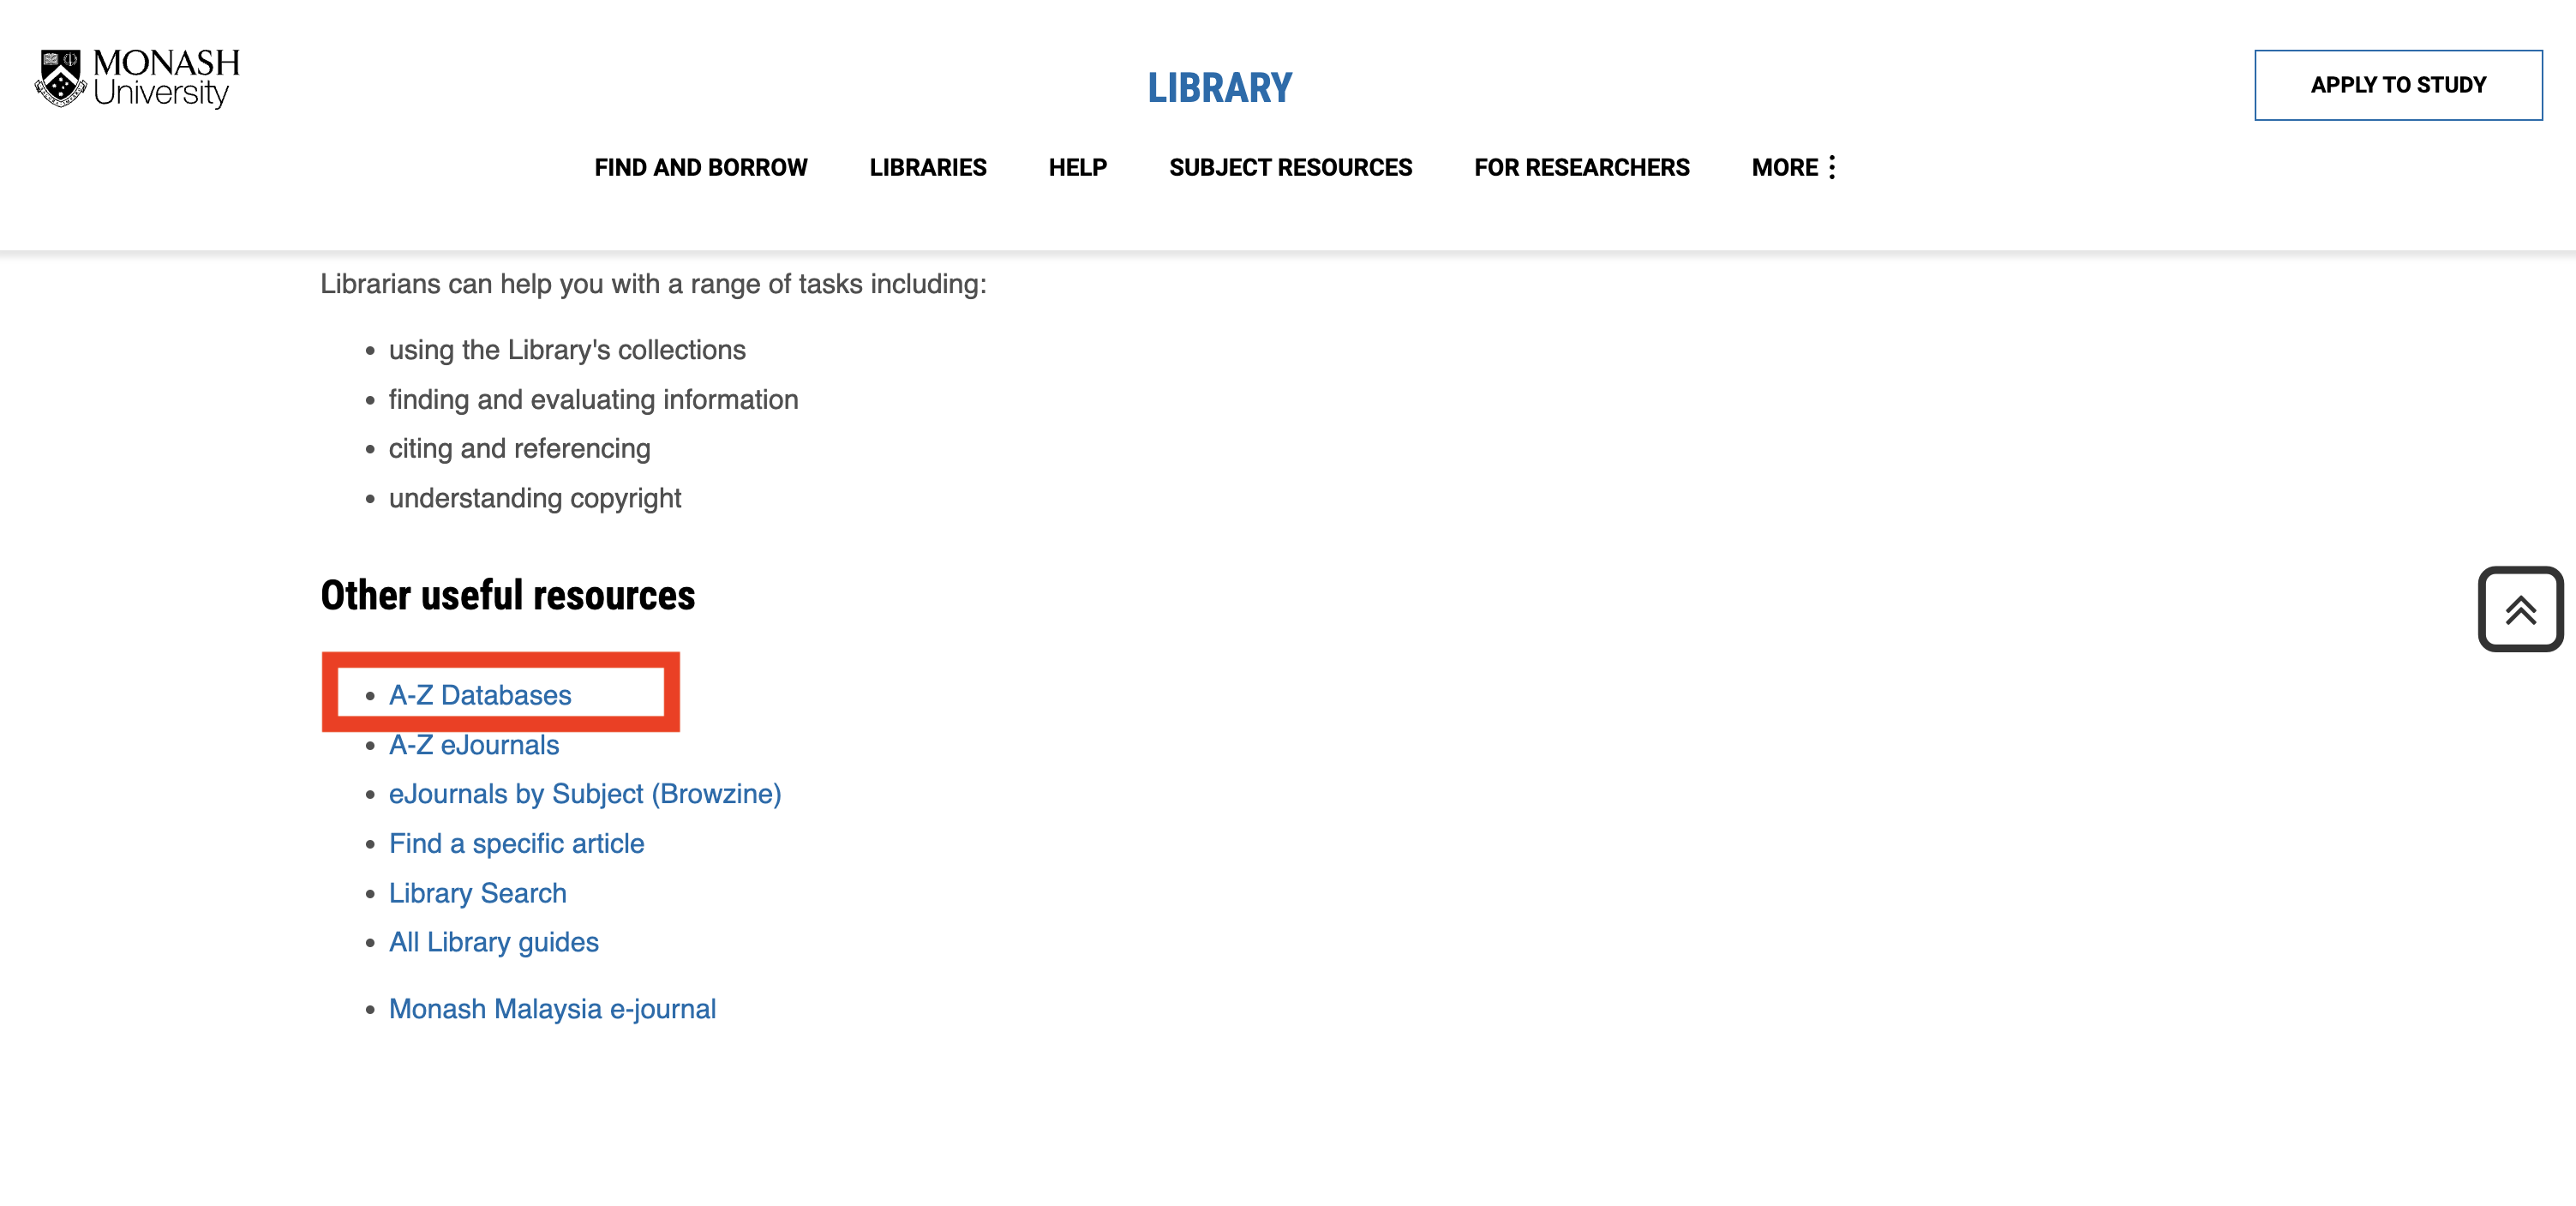 MONASH
University
LIBRARY
APPLY TO STUDY
FIND AND BORROW
LIBRARIES
HELP
SUBJECT RESOURCES
FOR RESEARCHERS
MORE
Librarians can help you with a range of tasks including:
using the Library's collections
finding and evaluating information
citing and referencing
understanding copyright
Other useful resources
A-Z Databases
A-Z eJournals
eJournals by Subject (Browzine)
Find a specific article
Library Search
All Library guides
Monash Malaysia e-journal